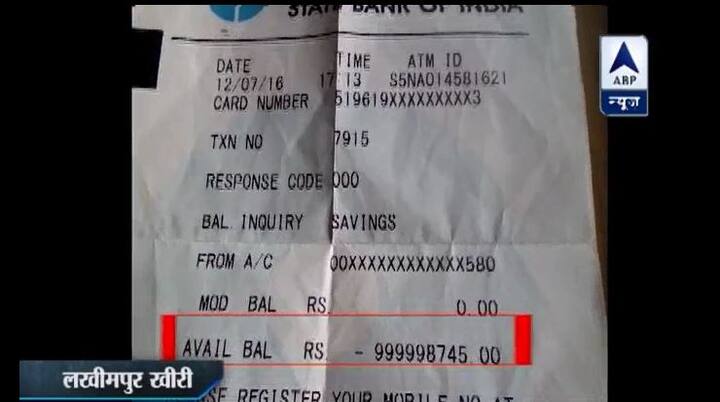 STATE BANK OF INDIA
ABP
न्यूज़
DATE TIME ATM ID
12/07/16 17:13 S5NA014581621
CARD NUMBER 519619XXXXXXXXX3
TXN NO 7915
RESPONSE CODE 000
BAL INQUIRY SAVINGS
FROM A/C 00XXXXXXXXXXXXX580
MOD BAL RS. 0.00
AVAIL BAL RS. - 999998745.00
लखीमपुर खीरी
SE REGISTER YOUR MOBILE NO AT